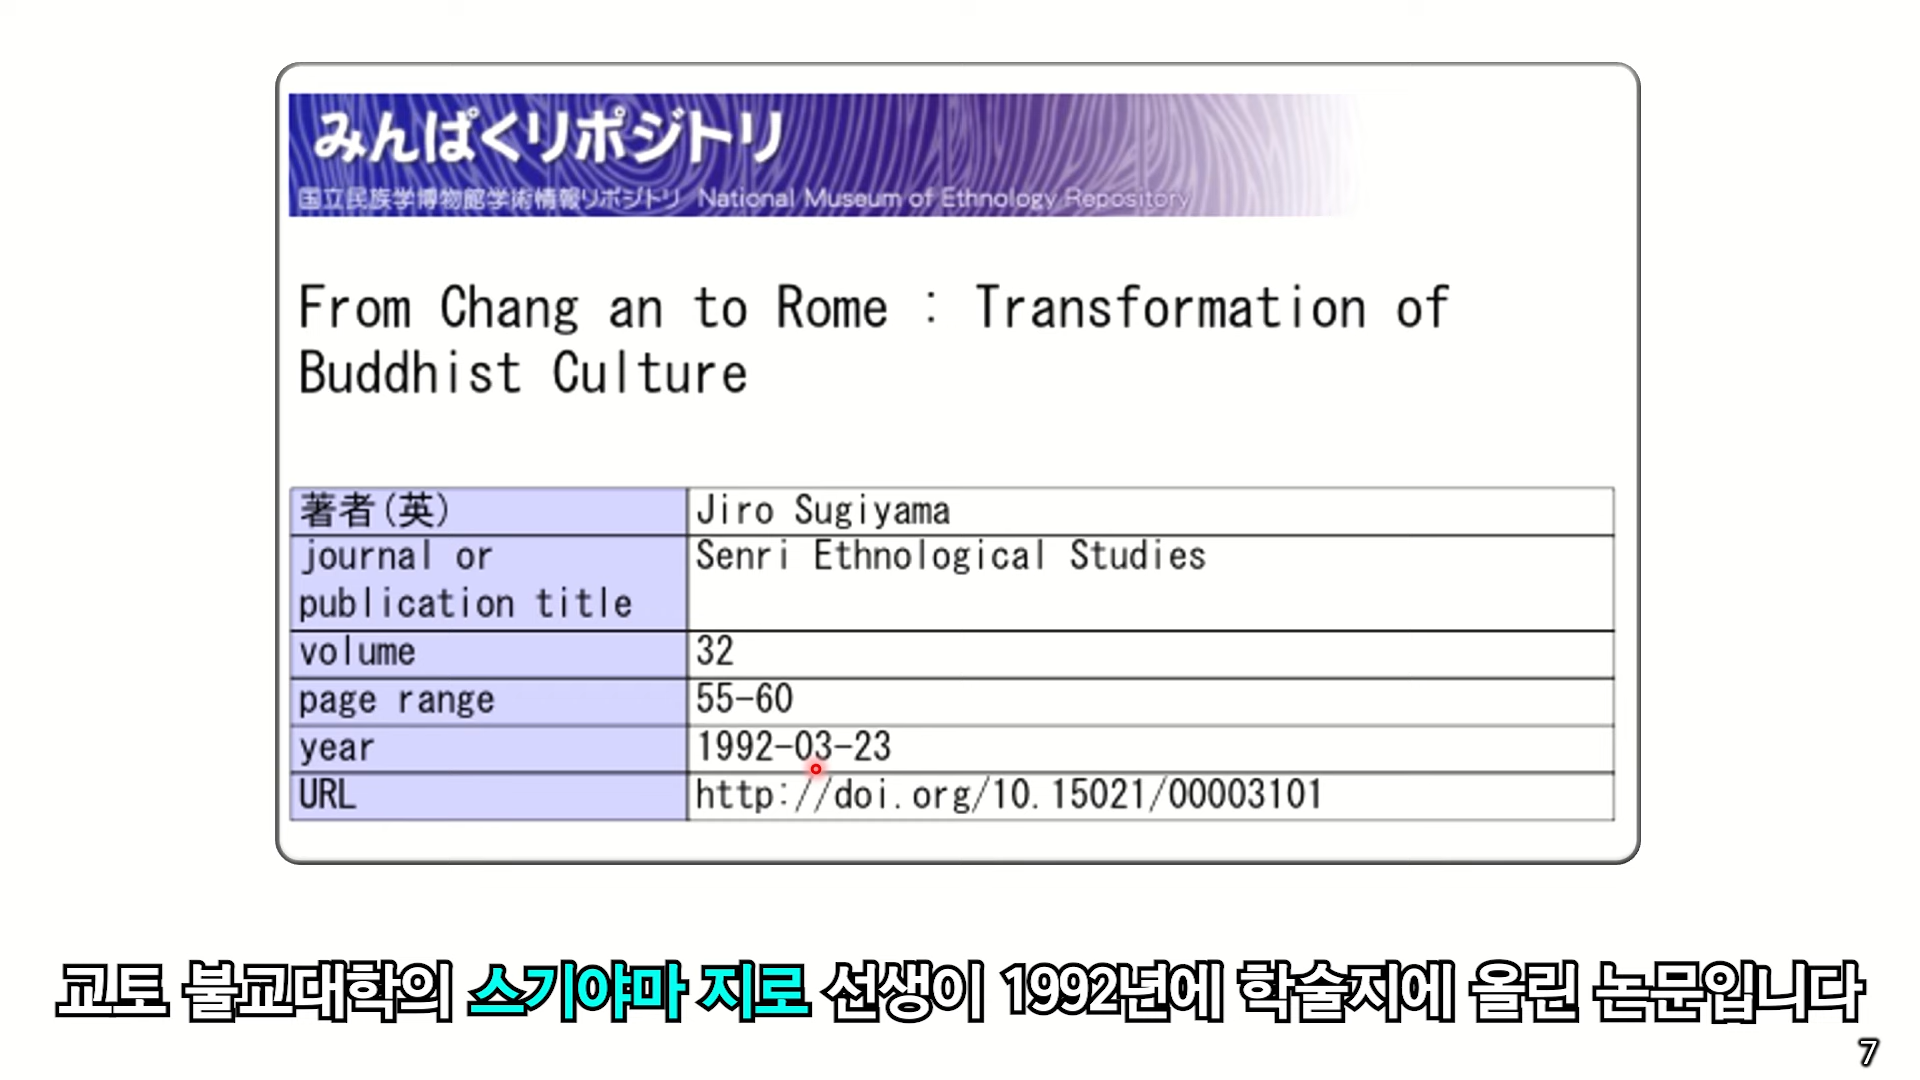 みんぱくリポジトリ
国立民族学博物館学術情報リポジトリ National Museum of Ethnology Repository
From Chang an to Rome : Transformation of
Buddhist Culture
著者(英) Jiro Sugiyama
journal or Senri Ethnological Studies
publication title
volume 32
page range 55-60
year 1992-03-23
URL http://doi.org/10.15021/00003101
교토 불교대학의 스기야마 지로 선생이 1992년에 학술지에 올린 논문입니다
7